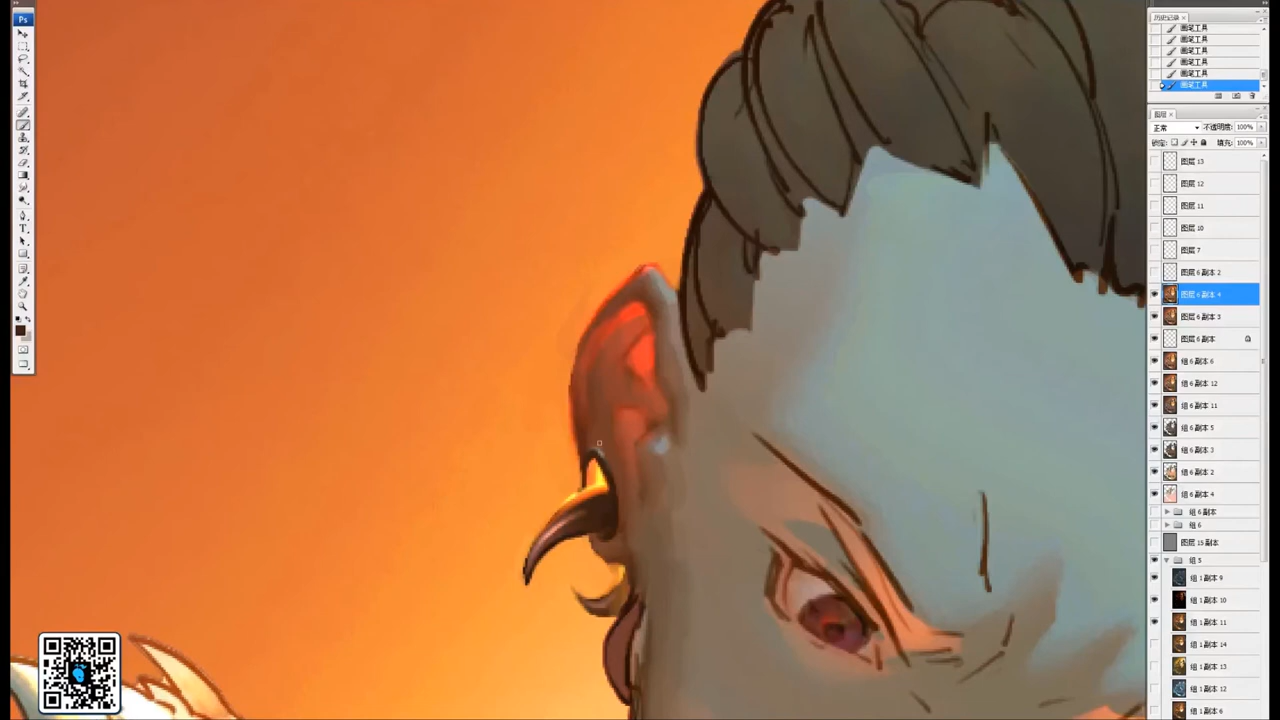 Ps
历史记录 ×
画笔工具
画笔工具
画笔工具
画笔工具
画笔工具
画笔工具
图层 ×
正常 不透明度: 100%
锁定: 填充: 100%
图层 13
图层 12
图层 11
图层 10
图层 7
图层 6 副本 2
图层 6 副本 4
图层 6 副本 3
图层 6 副本
组 6 副本 6
组 6 副本 12
组 6 副本 11
组 6 副本 5
组 6 副本 3
组 6 副本 2
组 6 副本 4
组 6 副本
组 6
图层 15 副本
组 5
组 1 副本 9
组 1 副本 10
组 1 副本 11
组 1 副本 14
组 1 副本 13
组 1 副本 12
组 1 副本 6
T